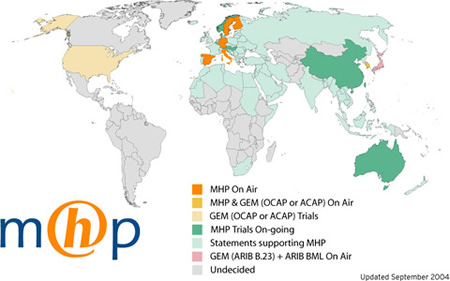 mhp
MHP On Air
MHP & GEM (OCAP or ACAP) On Air
GEM (OCAP or ACAP) Trials
MHP Trials On-going
Statements supporting MHP
GEM (ARIB B.23) + ARIB BML On Air
Undecided
Updated September 2004